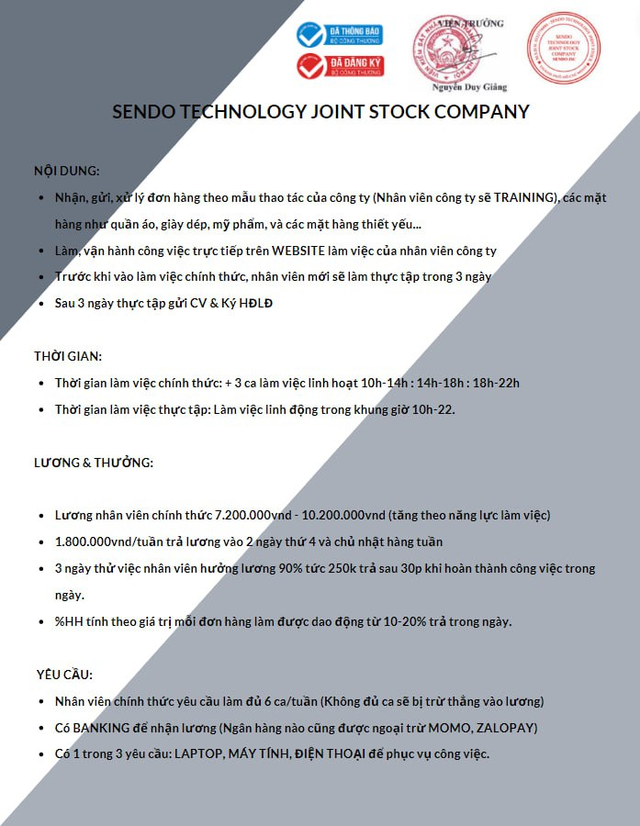 ĐÃ THÔNG BÁO
BỘ CÔNG THƯƠNG
ĐÃ ĐĂNG KÝ
BỘ CÔNG THƯƠNG
VIỆN TRƯỞNG
Nguyễn Duy Giảng
SENDO
TECHNOLOGY
JOINT STOCK
COMPANY
SENDO.JSC
SENDO TECHNOLOGY JOINT STOCK COMPANY
NỘI DUNG:
• Nhận, gửi, xử lý đơn hàng theo mẫu thao tác của công ty (Nhân viên công ty sẽ TRAINING), các mặt
hàng như quần áo, giày dép, mỹ phẩm, và các mặt hàng thiết yếu...
• Làm, vận hành công việc trực tiếp trên WEBSITE làm việc của nhân viên công ty
• Trước khi vào làm việc chính thức, nhân viên mới sẽ làm thực tập trong 3 ngày
• Sau 3 ngày thực tập gửi CV & Ký HĐLĐ
THỜI GIAN:
• Thời gian làm việc chính thức: + 3 ca làm việc linh hoạt 10h-14h : 14h-18h : 18h-22h
• Thời gian làm việc thực tập: Làm việc linh động trong khung giờ 10h-22.
LƯƠNG & THƯỞNG:
• Lương nhân viên chính thức 7.200.000vnd - 10.200.000vnd (tăng theo năng lực làm việc)
• 1.800.000vnd/tuần trả lương vào 2 ngày thứ 4 và chủ nhật hàng tuần
• 3 ngày thử việc nhân viên hưởng lương 90% tức 250k trả sau 30p khi hoàn thành công việc trong
ngày.
• %HH tính theo giá trị mỗi đơn hàng làm được dao động từ 10-20% trả trong ngày.
YÊU CẦU:
• Nhân viên chính thức yêu cầu làm đủ 6 ca/tuần (Không đủ ca sẽ bị trừ thẳng vào lương)
• Có BANKING để nhận lương (Ngân hàng nào cũng được ngoại trừ MOMO, ZALOPAY)
• Có 1 trong 3 yêu cầu: LAPTOP, MÁY TÍNH, ĐIỆN THOẠI để phục vụ công việc.